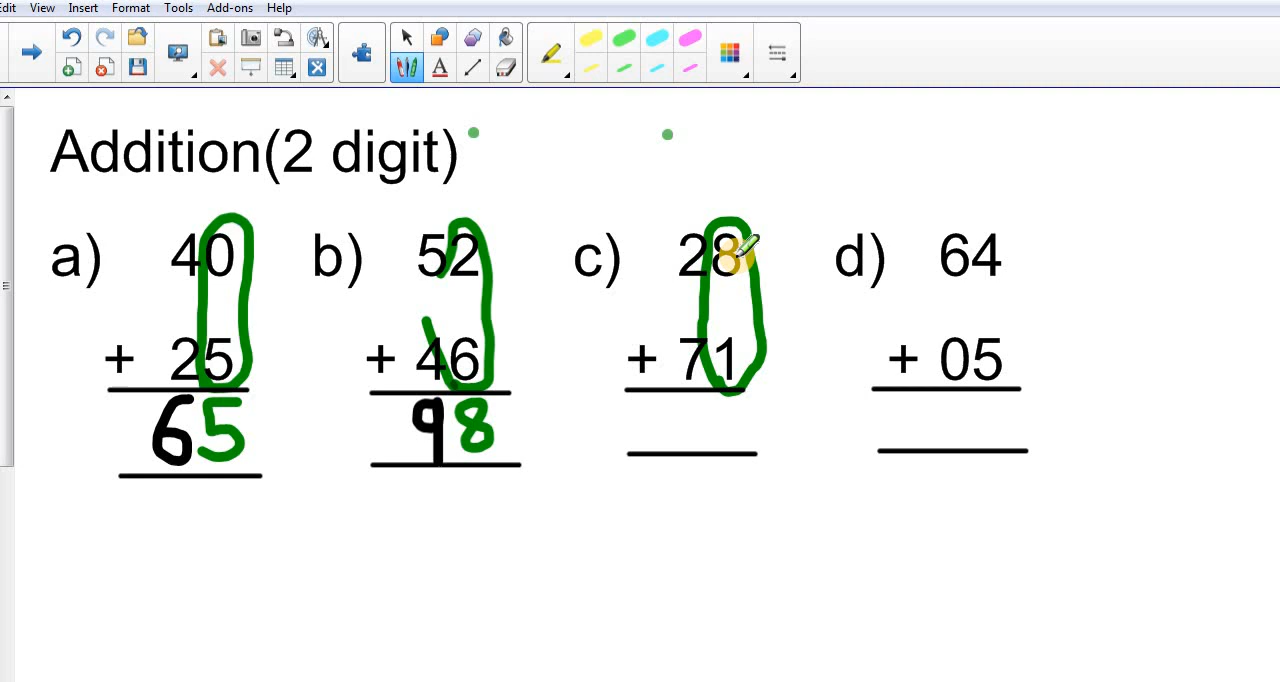 Edit View Insert Format Tools Add-ons Help
Addition(2 digit)
a) 40 b) 52 c) 28 d) 64
+ 25 + 46 + 71 + 05
65 98